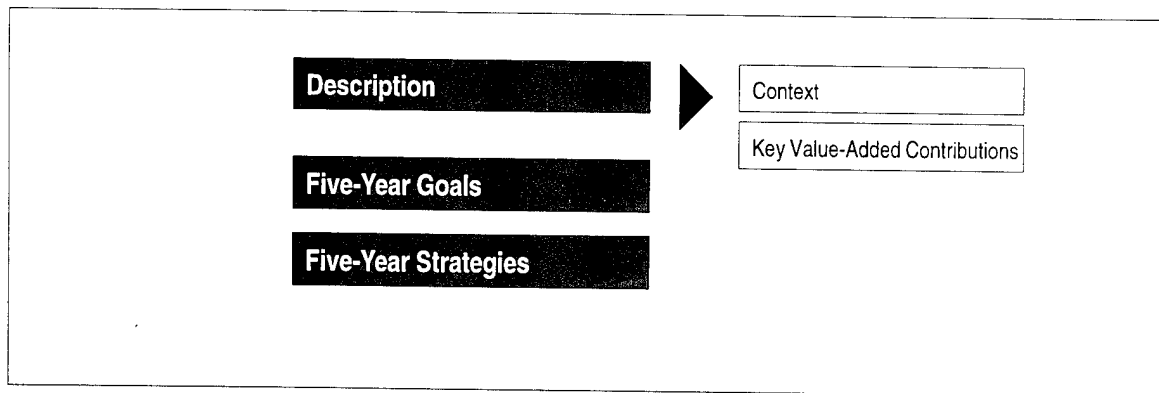 Description
Context
Key Value-Added Contributions
Five-Year Goals
Five-Year Strategies